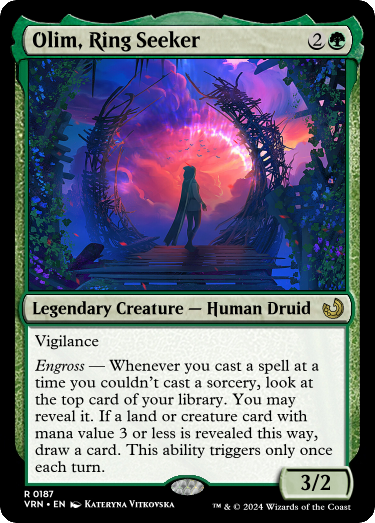 Olim, Ring Seeker 2
Legendary Creature — Human Druid
Vigilance
Engross — Whenever you cast a spell at a
time you couldn't cast a sorcery, look at
the top card of your library. You may
reveal it. If a land or creature card with
mana value 3 or less is revealed this way,
draw a card. This ability triggers only once
each turn.
3/2
R 0187
VRN • EN Kateryna Vitkovska
™ & © 2024 Wizards of the Coast